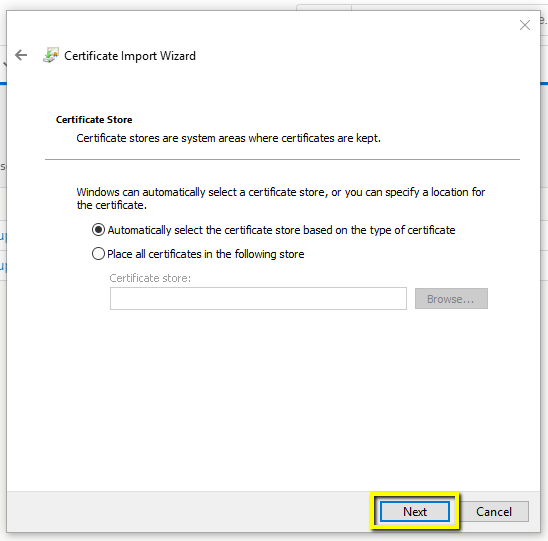 Certificate Import Wizard
Certificate Store
Certificate stores are system areas where certificates are kept.
Windows can automatically select a certificate store, or you can specify a location for
the certificate.
Automatically select the certificate store based on the type of certificate
Place all certificates in the following store
Certificate store:
Browse...
Next
Cancel